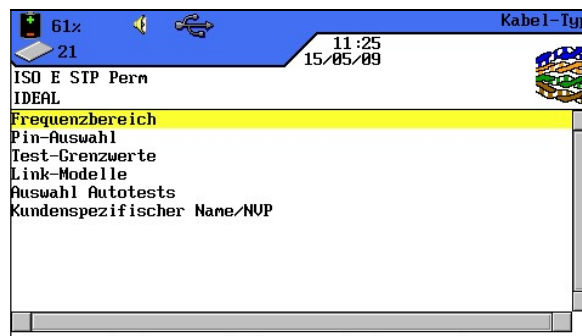 61%
Kabel-Typ
21
11:25
15/05/09
ISO E STP Perm
IDEAL
Frequenzbereich
Pin-Auswahl
Test-Grenzwerte
Link-Modelle
Auswahl Autotests
Kundenspezifischer Name/NVP